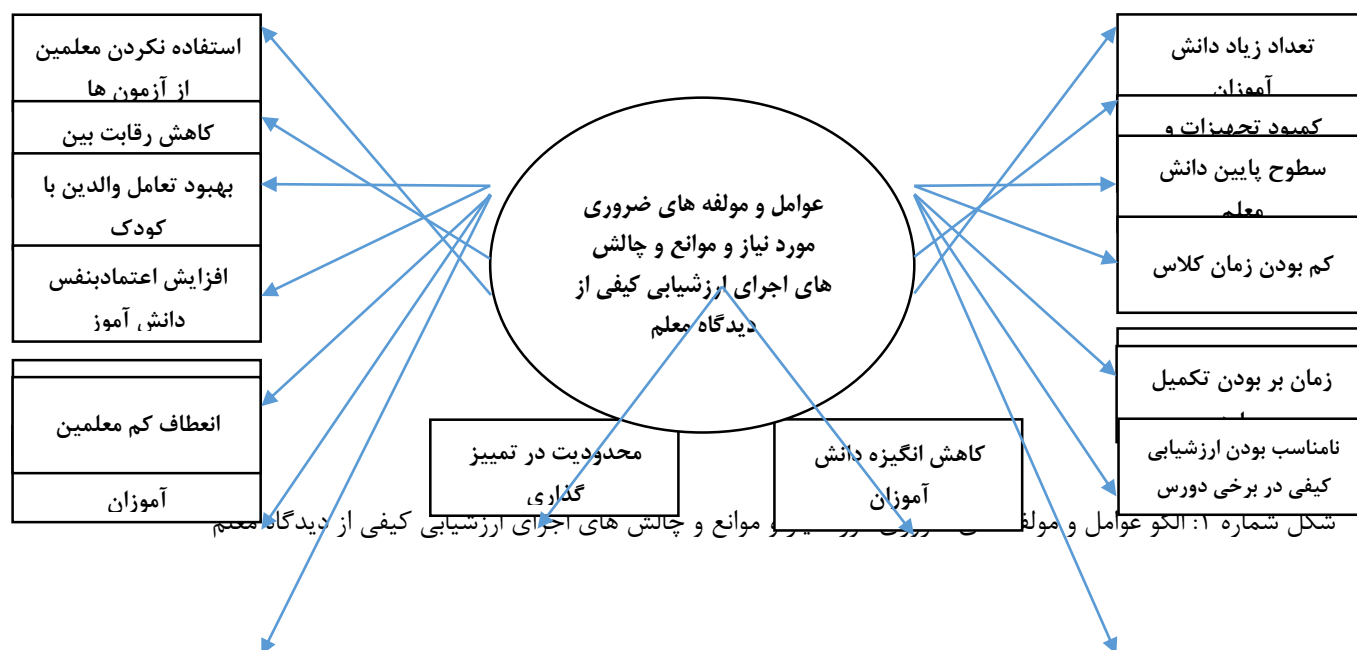 تعداد زیاد دانش
آموزان
کمبود تجهیزات و
سطوح پایین دانش
معلم
کم بودن زمان کلاس
زمان بر بودن تکمیل
نامناسب بودن ارزشیابی
کیفی در برخی دورس
استفاده نکردن معلمین
از آزمون ها
کاهش رقابت بین
بهبود تعامل والدین با
کودک
افزایش اعتمادبنفس
دانش آموز
انعطاف کم معلمین
آموزان
عوامل و مولفه های ضروری
مورد نیاز و موانع و چالش
های اجرای ارزشیابی کیفی از
دیدگاه معلم
کاهش انگیزه دانش
آموزان
محدودیت در تمییز
گذاری
شکل شماره ۱: الگو عوامل و مولفه و موانع و چالش های اجرای ارزشیابی کیفی از دیدگاه معلم